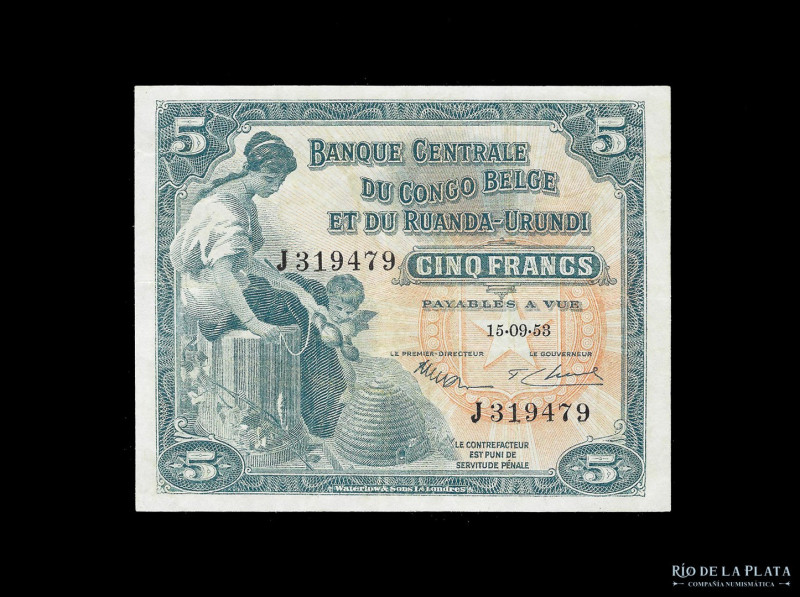 5 5
BANQUE CENTRALE
DU CONGO BELGE
ET DU RUANDA-URUNDI
J319479 CINQ FRANCS
PAYABLES A VUE
15·09·53
LE PREMIER-DIRECTEUR LE GOUVERNEUR
J319479
LE CONTREFACTEUR
EST PUNI DE
SERVITUDE PÉNALE
5 5
Waterlow & Sons Ld Londres
RÍO DE LA PLATA
COMPAÑÍA NUMISMÁTICA